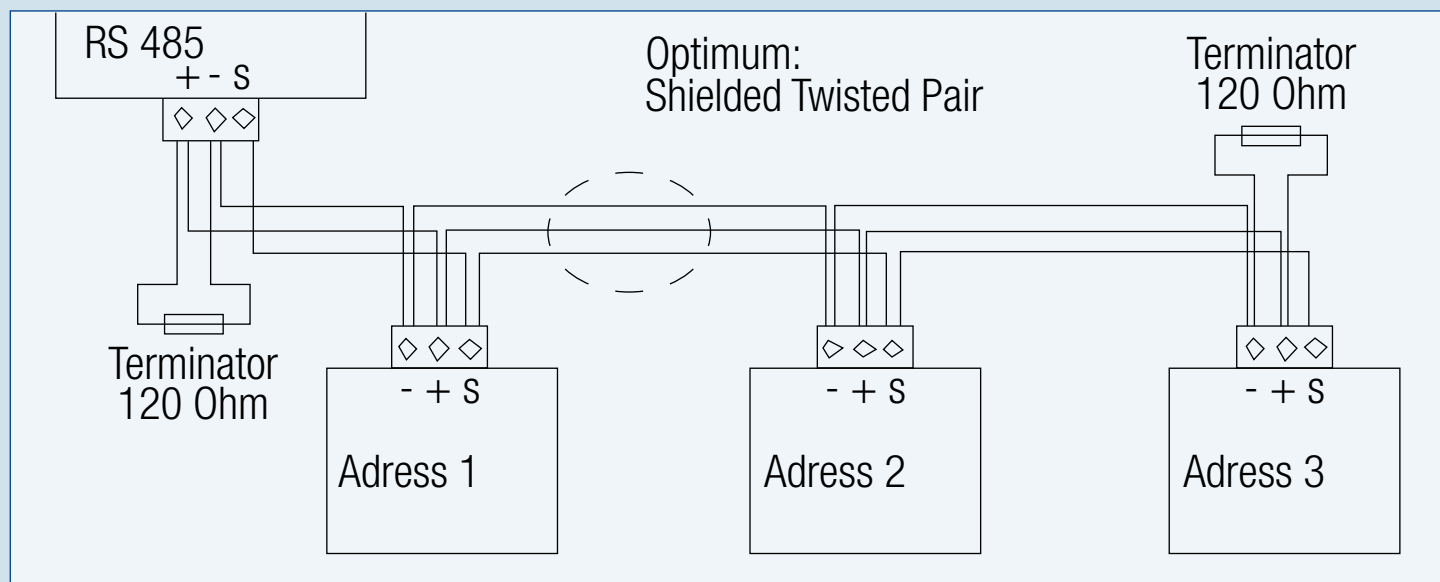 RS 485
+ - S
Optimum:
Shielded Twisted Pair
Terminator
120 Ohm
Terminator
120 Ohm
- + S
Adress 1
- + S
Adress 2
- + S
Adress 3